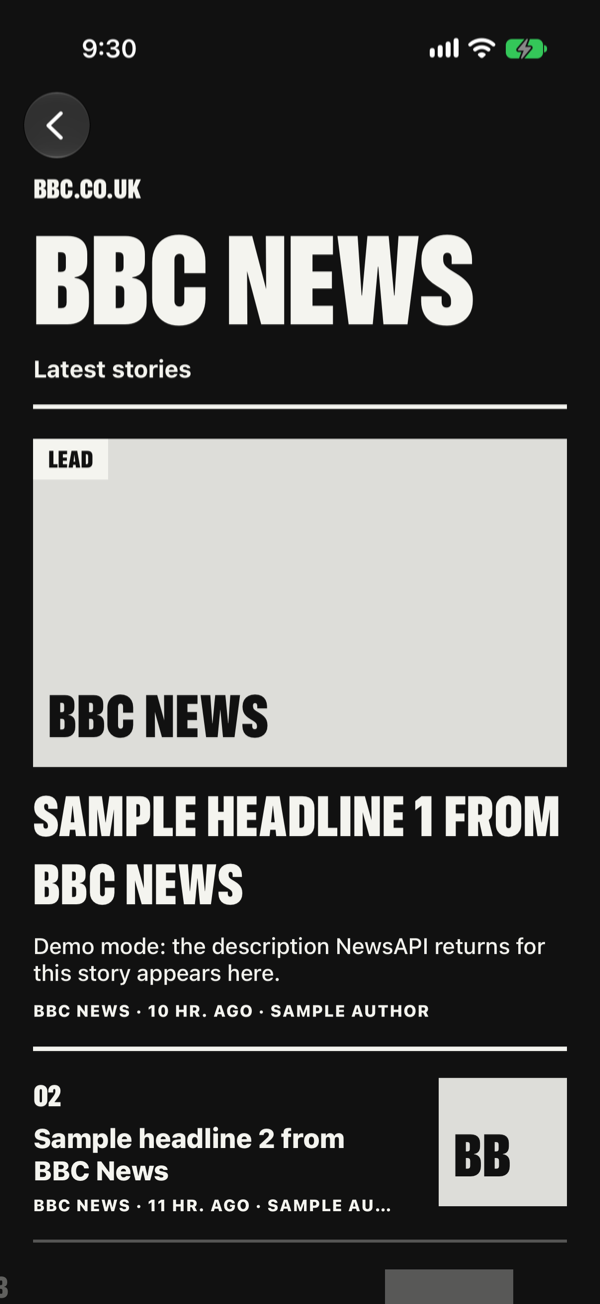 9:30
BBC.CO.UK
BBC NEWS
Latest stories
LEAD
BBC NEWS
SAMPLE HEADLINE 1 FROM
BBC NEWS
Demo mode: the description NewsAPI returns for
this story appears here.
BBC NEWS · 10 HR. AGO · SAMPLE AUTHOR
02
Sample headline 2 from
BBC News
BBC NEWS · 11 HR. AGO · SAMPLE AU…
BB